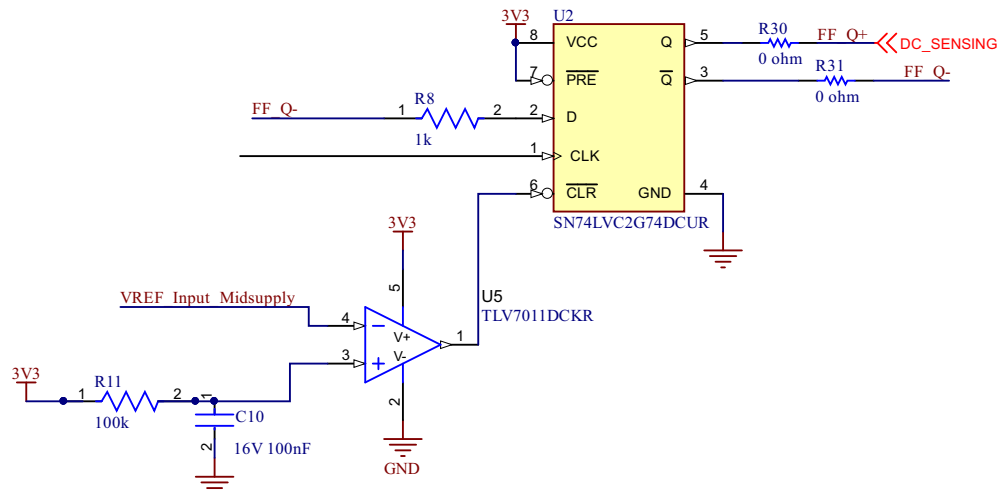 3V3
U2
8
VCC
Q
5
R30
FF_Q+
DC_SENSING
0 ohm
7
PRE
Q
3
R31
FF_Q-
0 ohm
FF_Q-
1
R8
2
2
D
1k
1
CLK
6
CLR
GND
4
SN74LVC2G74DCUR
3V3
VREF_Input_Midsupply
5
U5
TLV7011DCKR
4
V+
1
3
V-
3V3
1
R11
2
1
2
100k
C10
2
16V 100nF
GND